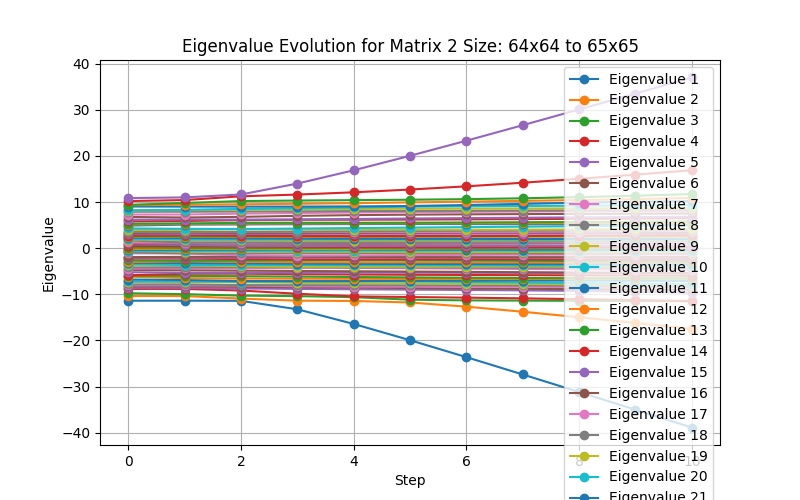 Eigenvalue Evolution for Matrix 2 Size: 64x64 to 65x65
Eigenvalue
40
30
20
10
0
−10
−20
−30
−40
0 2 4 6 8 10
Step
Eigenvalue 1
Eigenvalue 2
Eigenvalue 3
Eigenvalue 4
Eigenvalue 5
Eigenvalue 6
Eigenvalue 7
Eigenvalue 8
Eigenvalue 9
Eigenvalue 10
Eigenvalue 11
Eigenvalue 12
Eigenvalue 13
Eigenvalue 14
Eigenvalue 15
Eigenvalue 16
Eigenvalue 17
Eigenvalue 18
Eigenvalue 19
Eigenvalue 20
Eigenvalue 21